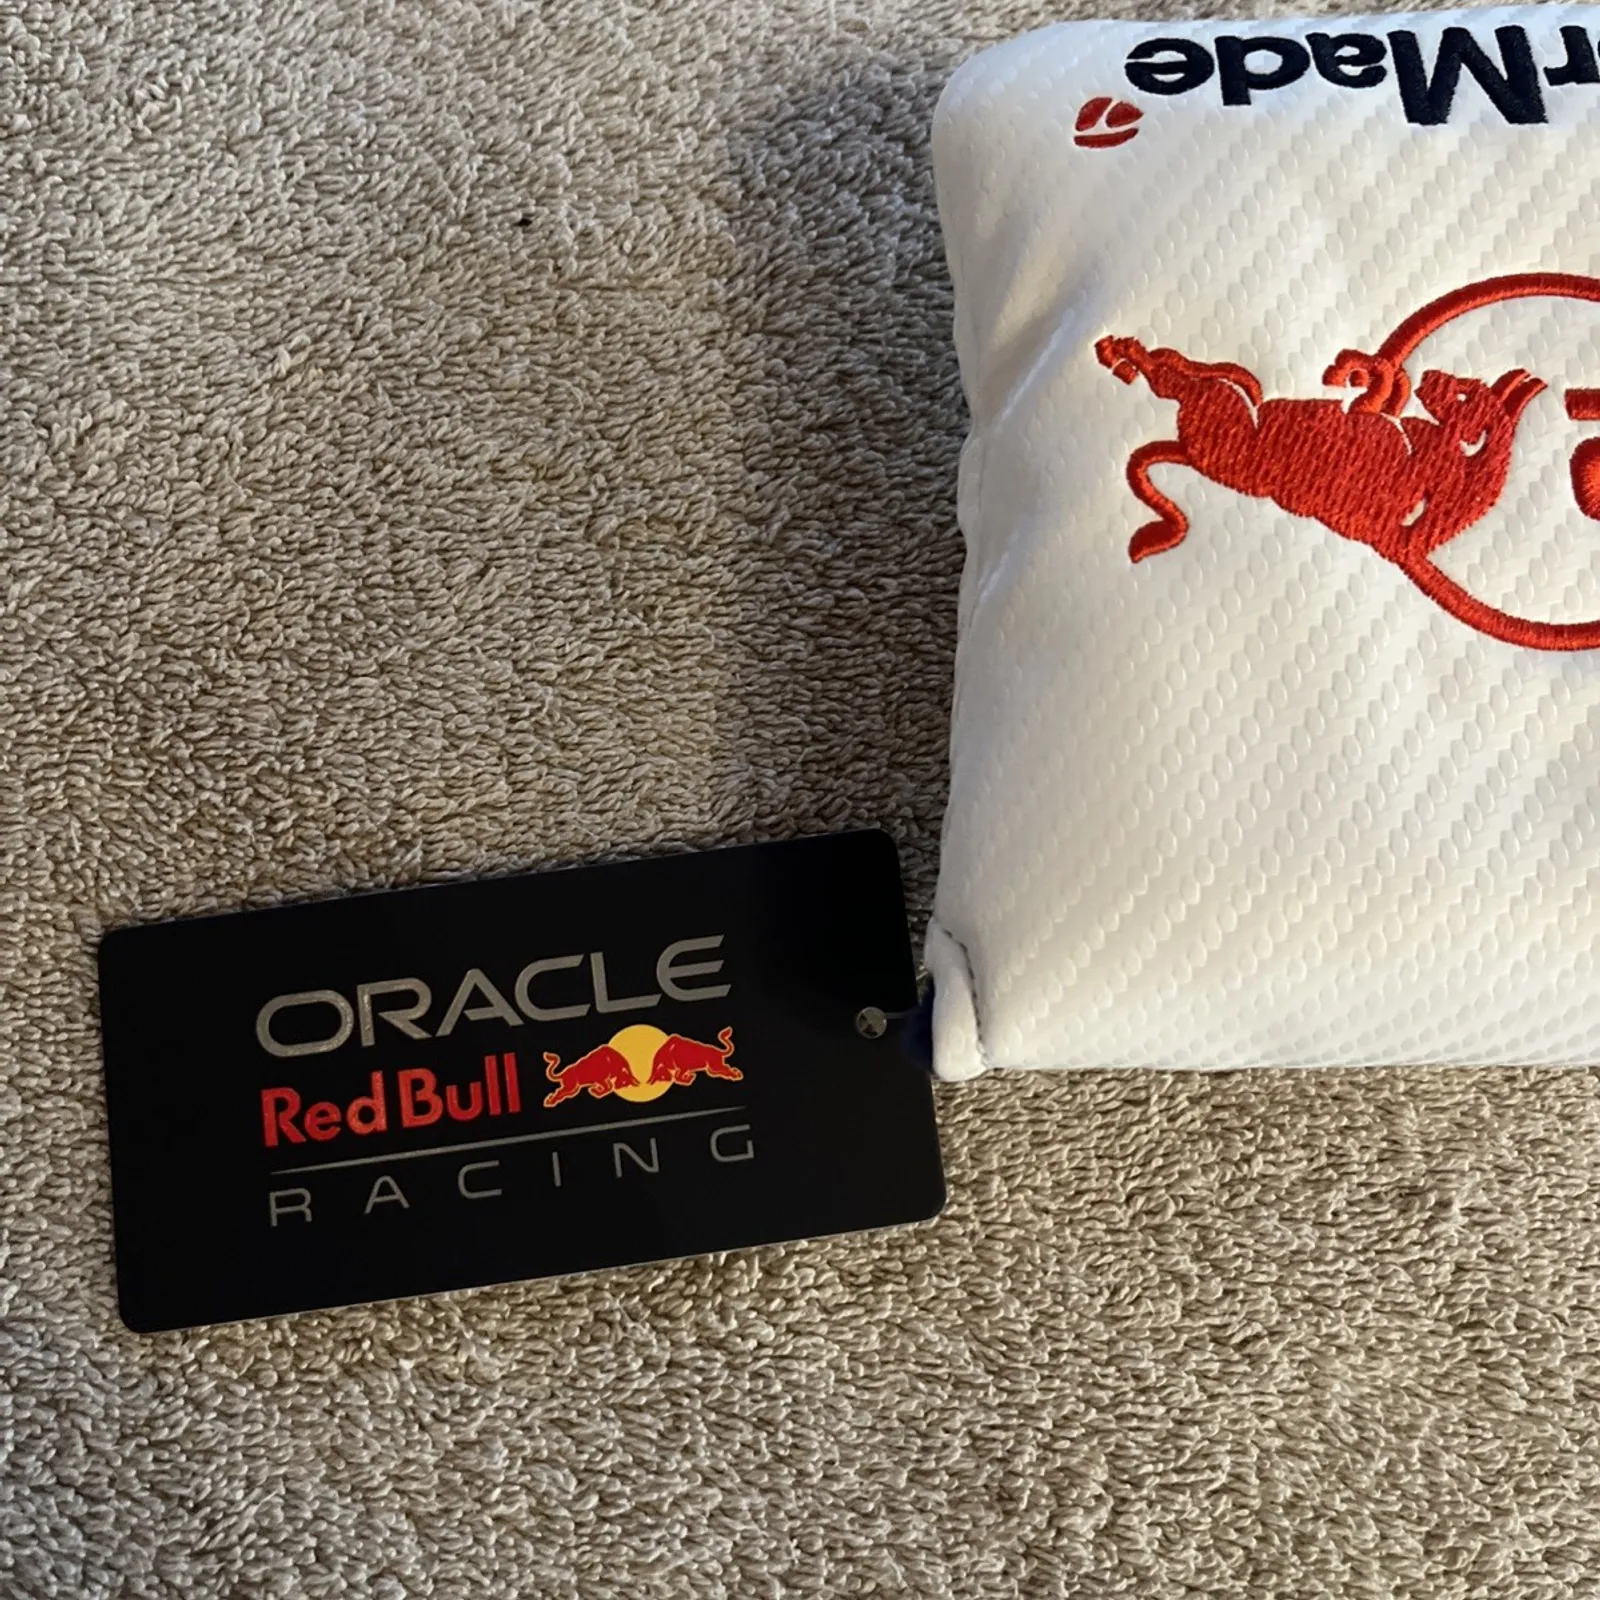 rMade
ORACLE
Red Bull
RACING